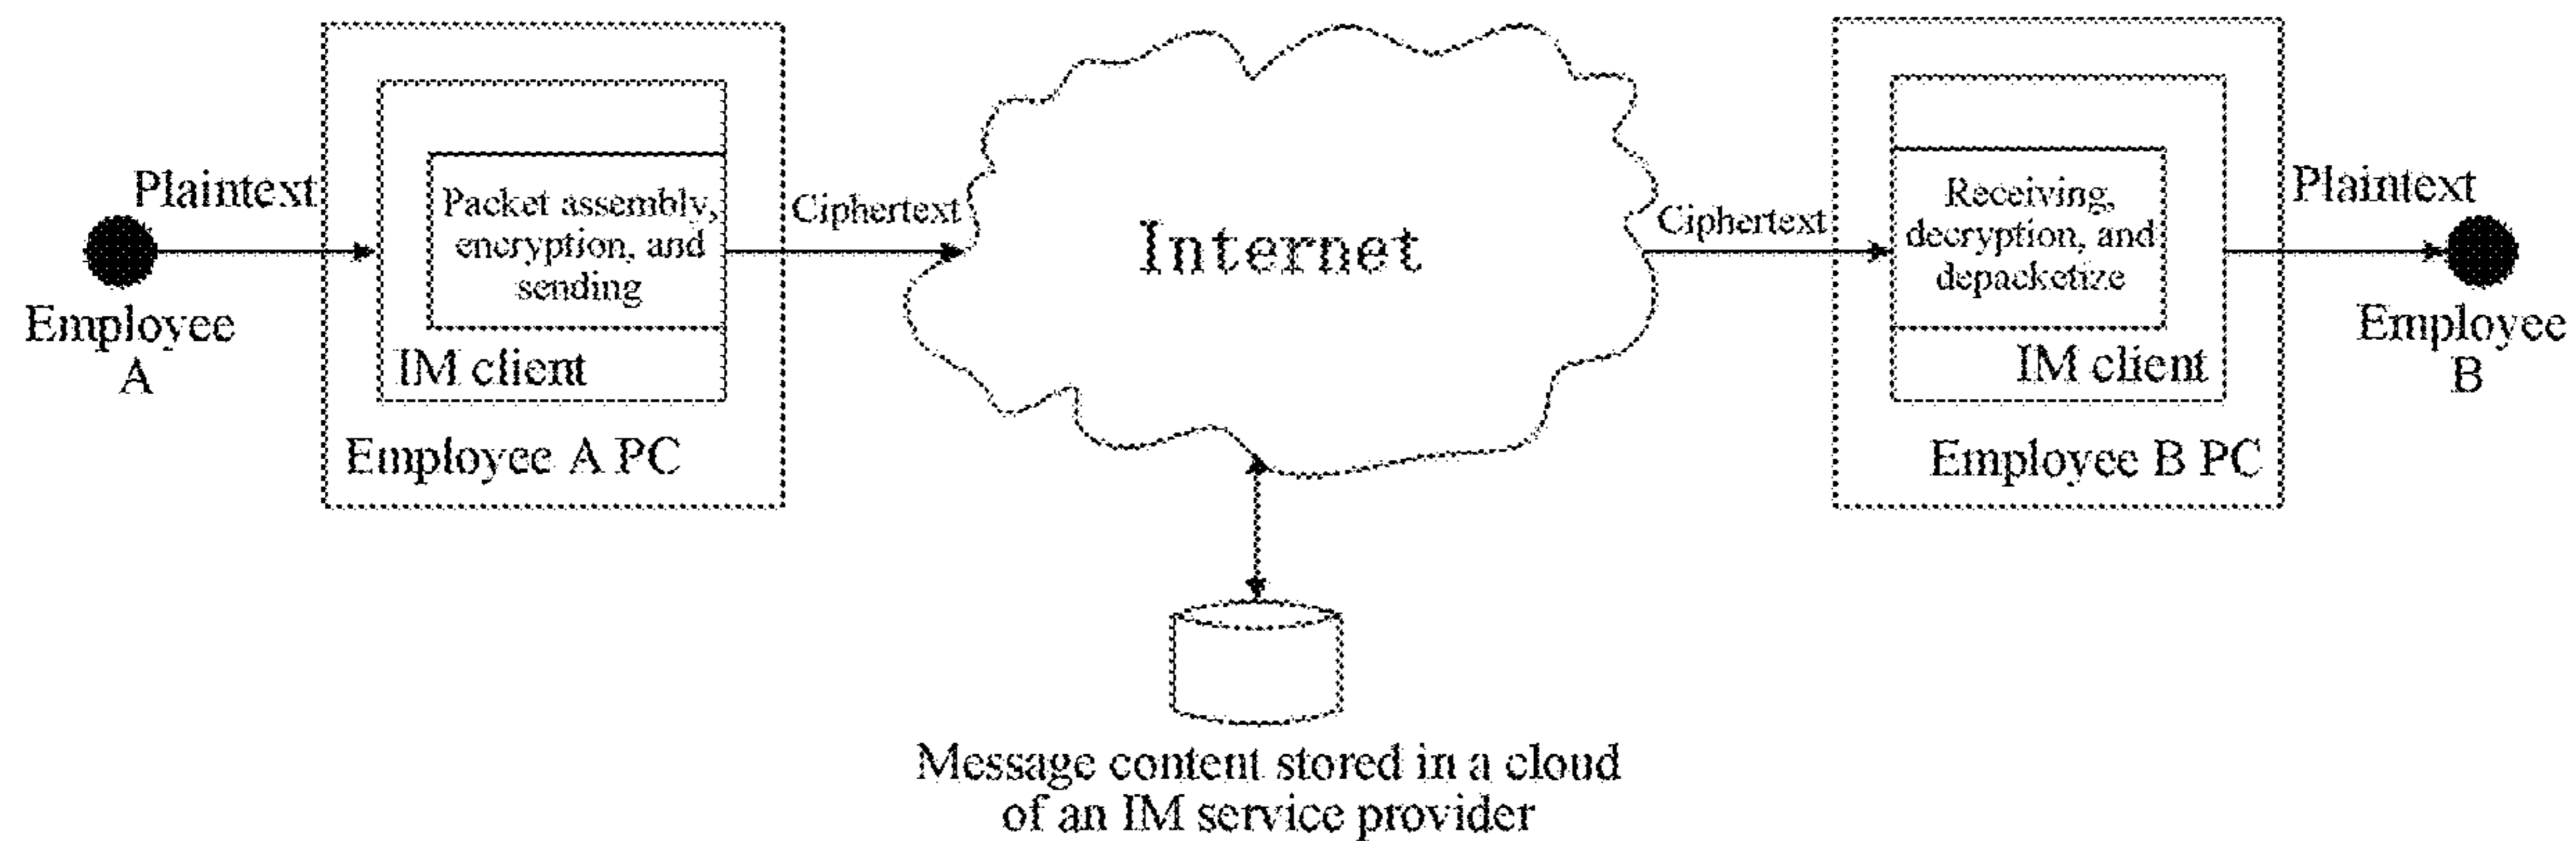 Plaintext
Employee
A
Packet assembly,
encryption, and
sending
IM client
Employee A PC
Ciphertext
Internet
Message content stored in a cloud
of an IM service provider
Ciphertext
Receiving,
decryption, and
depacketize
IM client
Employee B PC
Plaintext
Employee
B